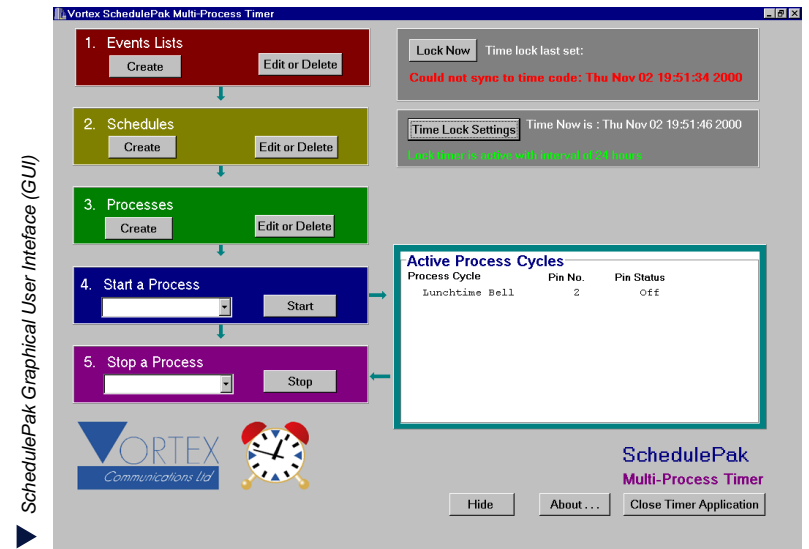 Vortex SchedulePak Multi-Process Timer
1. Events Lists
Create
Edit or Delete
Lock Now
Time lock last set:
Could not sync to time code: Thu Nov 02 19:51:34 2000
2. Schedules
Create
Edit or Delete
Time Lock Settings
Time Now is : Thu Nov 02 19:51:46 2000
Lock timer is active with interval of 24 hours
3. Processes
Create
Edit or Delete
4. Start a Process
Start
5. Stop a Process
Stop
Active Process Cycles
Process Cycle Pin No. Pin Status
Lunchtime Bell 2 Off
VORTEX
Communications Ltd
SchedulePak
Multi-Process Timer
Hide
About . . .
Close Timer Application
SchedulePak Graphical User Inteface (GUI)